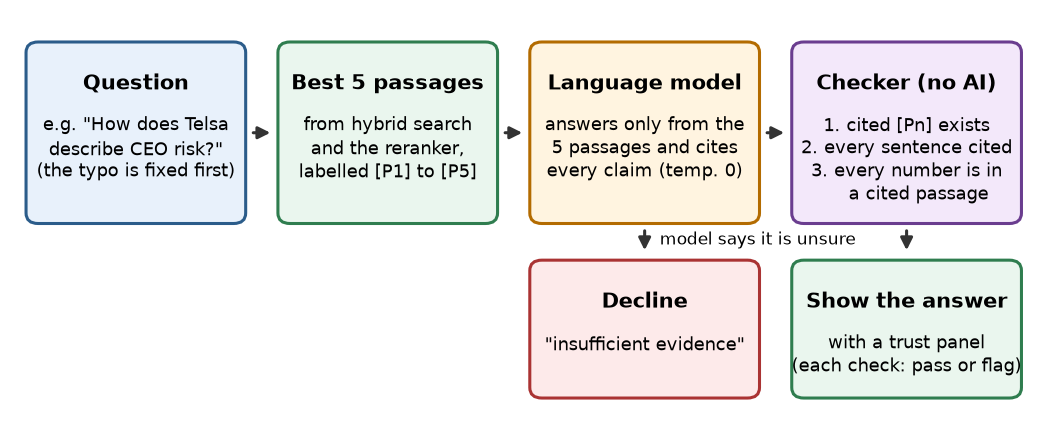 Question
e.g. "How does Telsa
describe CEO risk?"
(the typo is fixed first)
Best 5 passages
from hybrid search
and the reranker,
labelled [P1] to [P5]
Language model
answers only from the
5 passages and cites
every claim (temp. 0)
Checker (no AI)
1. cited [Pn] exists
2. every sentence cited
3. every number is in
a cited passage
model says it is unsure
Decline
"insufficient evidence"
Show the answer
with a trust panel
(each check: pass or flag)